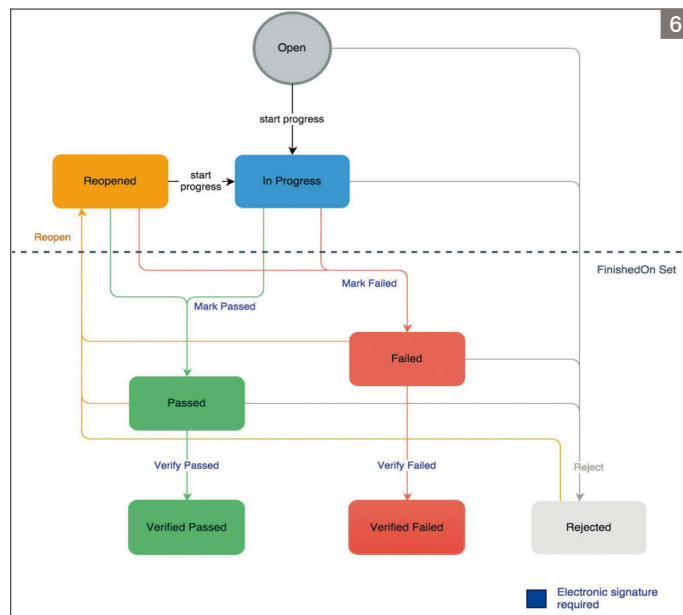 6
Open
start progress
Reopened
start
progress
In Progress
Reopen
FinishedOn Set
Mark Failed
Mark Passed
Failed
Passed
Verify Passed
Verify Failed
Reject
Verified Passed
Verified Failed
Rejected
Electronic signature
required